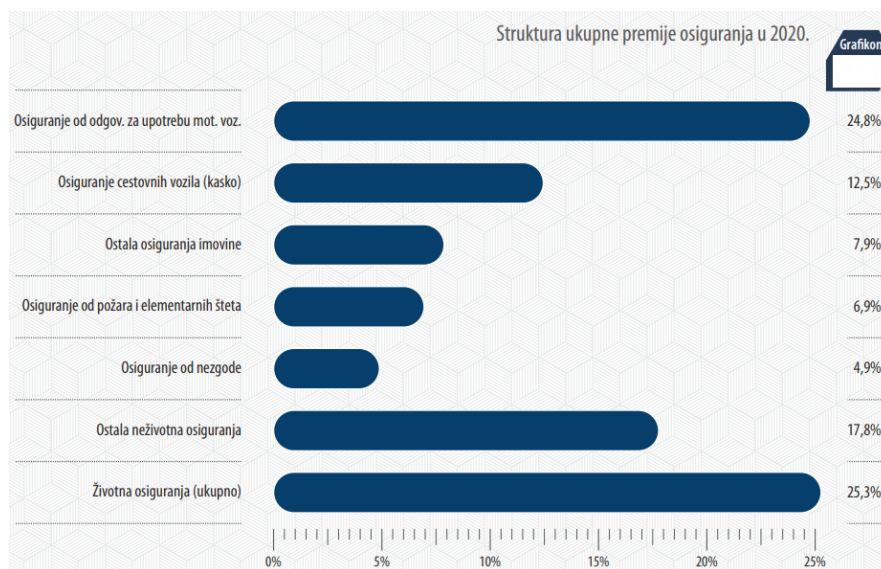 Struktura ukupne premije osiguranja u 2020.
Grafikon
Osiguranje od odgov. za upotrebu mot. voz. 24,8%
Osiguranje cestovnih vozila (kasko) 12,5%
Ostala osiguranja imovine 7,9%
Osiguranje od požara i elementarnih šteta 6,9%
Osiguranje od nezgode 4,9%
Ostala neživotna osiguranja 17,8%
Životna osiguranja (ukupno) 25,3%
0% 5% 10% 15% 20% 25%